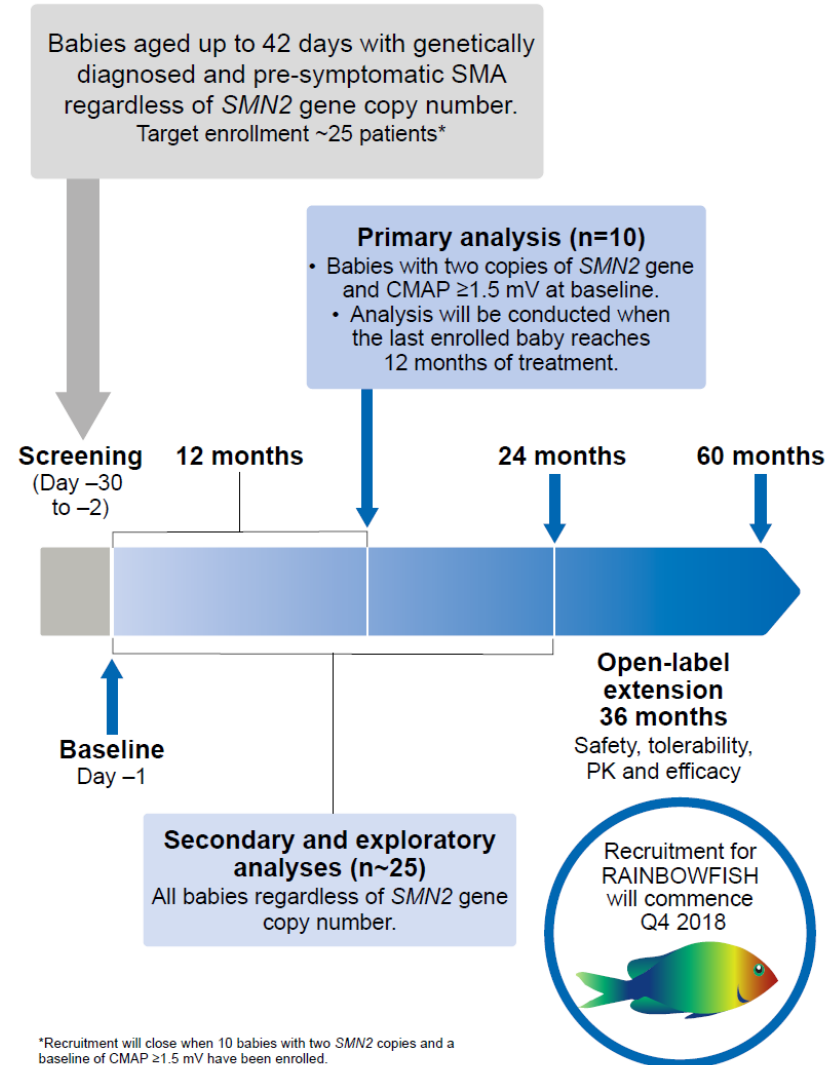 Babies aged up to 42 days with genetically
diagnosed and pre-symptomatic SMA
regardless of SMN2 gene copy number.
Target enrollment ~25 patients*
Primary analysis (n=10)
• Babies with two copies of SMN2 gene
and CMAP ≥1.5 mV at baseline.
• Analysis will be conducted when
the last enrolled baby reaches
12 months of treatment.
Screening
(Day –30
to –2)
12 months
24 months
60 months
Baseline
Day –1
Open-label
extension
36 months
Safety, tolerability,
PK and efficacy
Secondary and exploratory
analyses (n~25)
All babies regardless of SMN2 gene
copy number.
Recruitment for
RAINBOWFISH
will commence
Q4 2018
*Recruitment will close when 10 babies with two SMN2 copies and a
baseline of CMAP ≥1.5 mV have been enrolled.